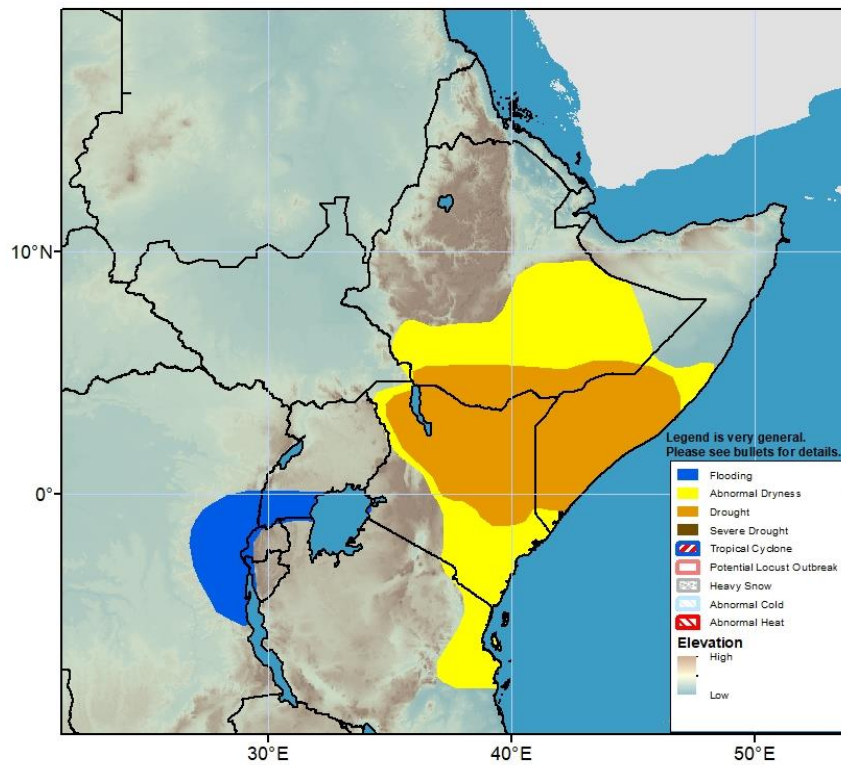 10°N
0°
30°E
40°E
50°E
Legend is very general.
Please see bullets for details.
Flooding
Abnormal Dryness
Drought
Severe Drought
Tropical Cyclone
Potential Locust Outbreak
Heavy Snow
Abnormal Cold
Abnormal Heat
Elevation
High
Low